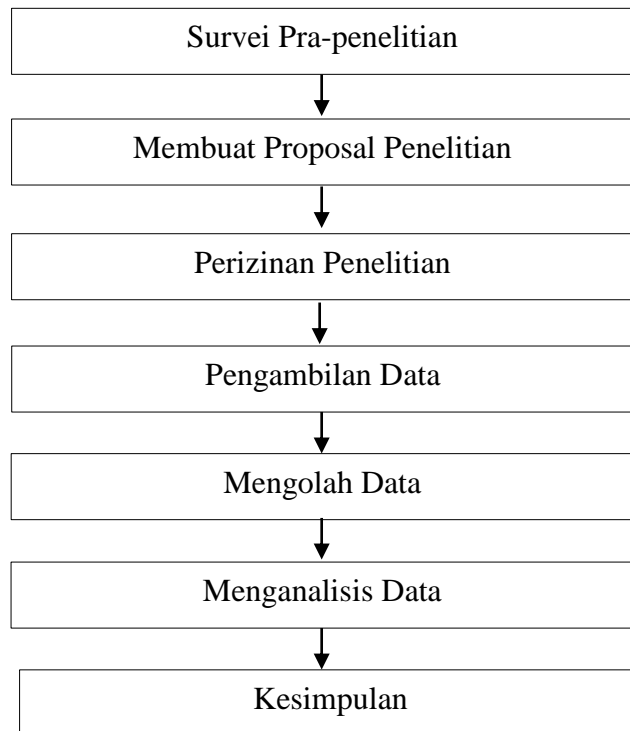 Survei Pra-penelitian
Membuat Proposal Penelitian
Perizinan Penelitian
Pengambilan Data
Mengolah Data
Menganalisis Data
Kesimpulan